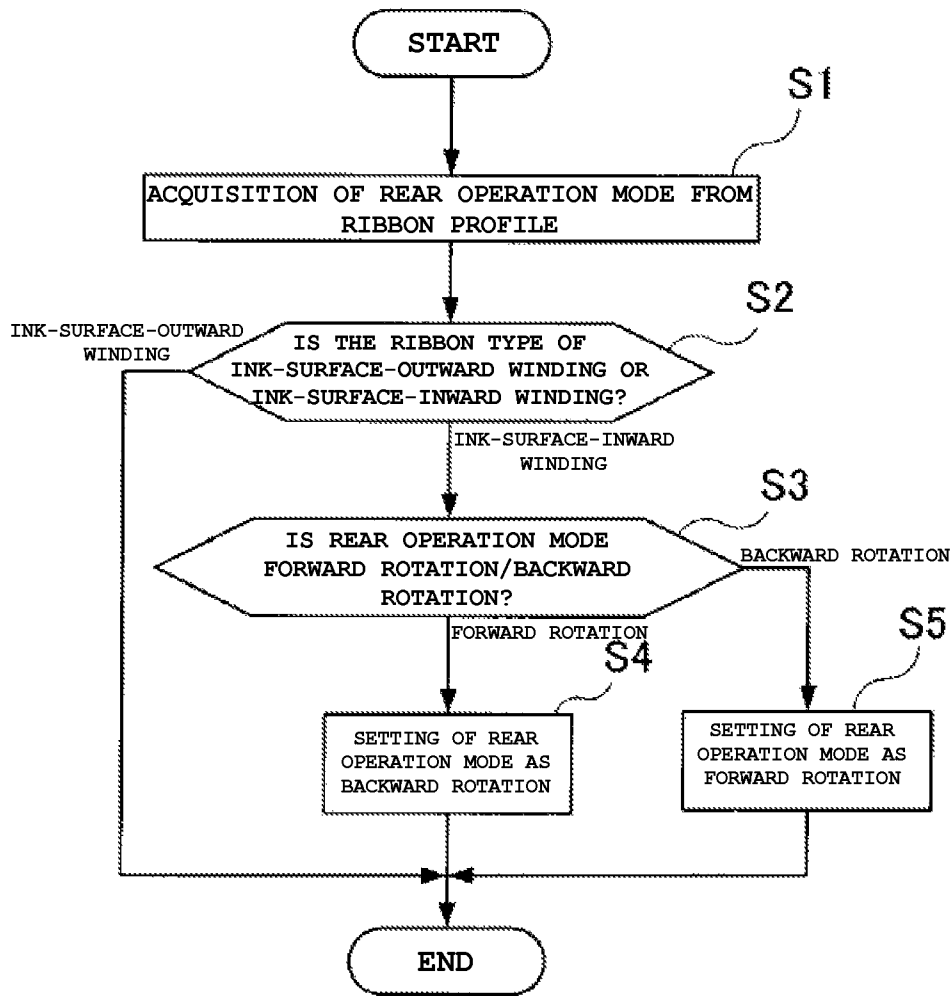 START
S1
ACQUISITION OF REAR OPERATION MODE FROM
RIBBON PROFILE
S2
INK-SURFACE-OUTWARD
WINDING
IS THE RIBBON TYPE OF
INK-SURFACE-OUTWARD WINDING OR
INK-SURFACE-INWARD WINDING?
INK-SURFACE-INWARD
WINDING
S3
IS REAR OPERATION MODE
FORWARD ROTATION/BACKWARD
ROTATION?
BACKWARD ROTATION
FORWARD ROTATION
S4
S5
SETTING OF REAR
OPERATION MODE AS
BACKWARD ROTATION
SETTING OF REAR
OPERATION MODE AS
FORWARD ROTATION
END